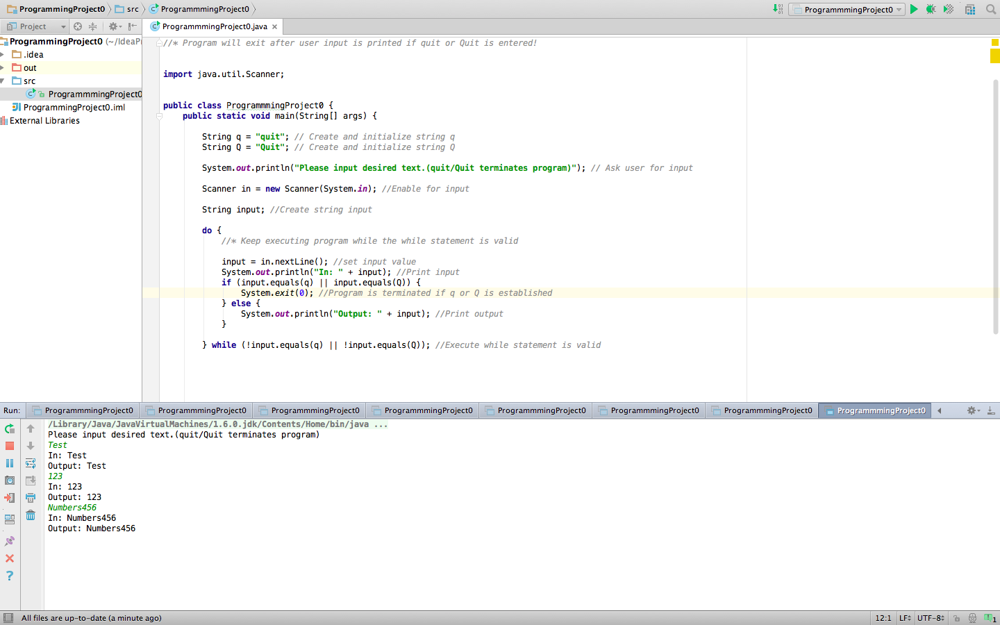 ProgrammingProject0 src ProgrammmingProject0 ProgrammmingProject0
Project ProgrammmingProject0.java ×
ProgrammingProject0 (~/IdeaPr
.idea
out
src
ProgrammmingProject0
ProgrammingProject0.iml
External Libraries
//* Program will exit after user input is printed if quit or Quit is entered!
import java.util.Scanner;
public class ProgrammmingProject0 {
public static void main(String[] args) {
String q = "quit"; // Create and initialize string q
String Q = "Quit"; // Create and initialize string Q
System.out.println("Please input desired text.(quit/Quit terminates program)"); // Ask user for input
Scanner in = new Scanner(System.in); //Enable for input
String input; //Create string input
do {
//* Keep executing program while the while statement is valid
input = in.nextLine(); //set input value
System.out.println("In: " + input); //Print input
if (input.equals(q) || input.equals(Q)) {
System.exit(0); //Program is terminated if q or Q is established
} else {
System.out.println("Output: " + input); //Print output
}
} while (!input.equals(q) || !input.equals(Q)); //Execute while statement is valid
Run: ProgrammmingProject0 ProgrammmingProject0 ProgrammmingProject0 ProgrammmingProject0 ProgrammmingProject0 ProgrammmingProject0 ProgrammmingProject0 ProgrammmingProject0
/Library/Java/JavaVirtualMachines/1.6.0.jdk/Contents/Home/bin/java ...
Please input desired text.(quit/Quit terminates program)
Test
In: Test
Output: Test
123
In: 123
Output: 123
Numbers456
In: Numbers456
Output: Numbers456
All files are up-to-date (a minute ago) 12:1 LF UTF-8 1